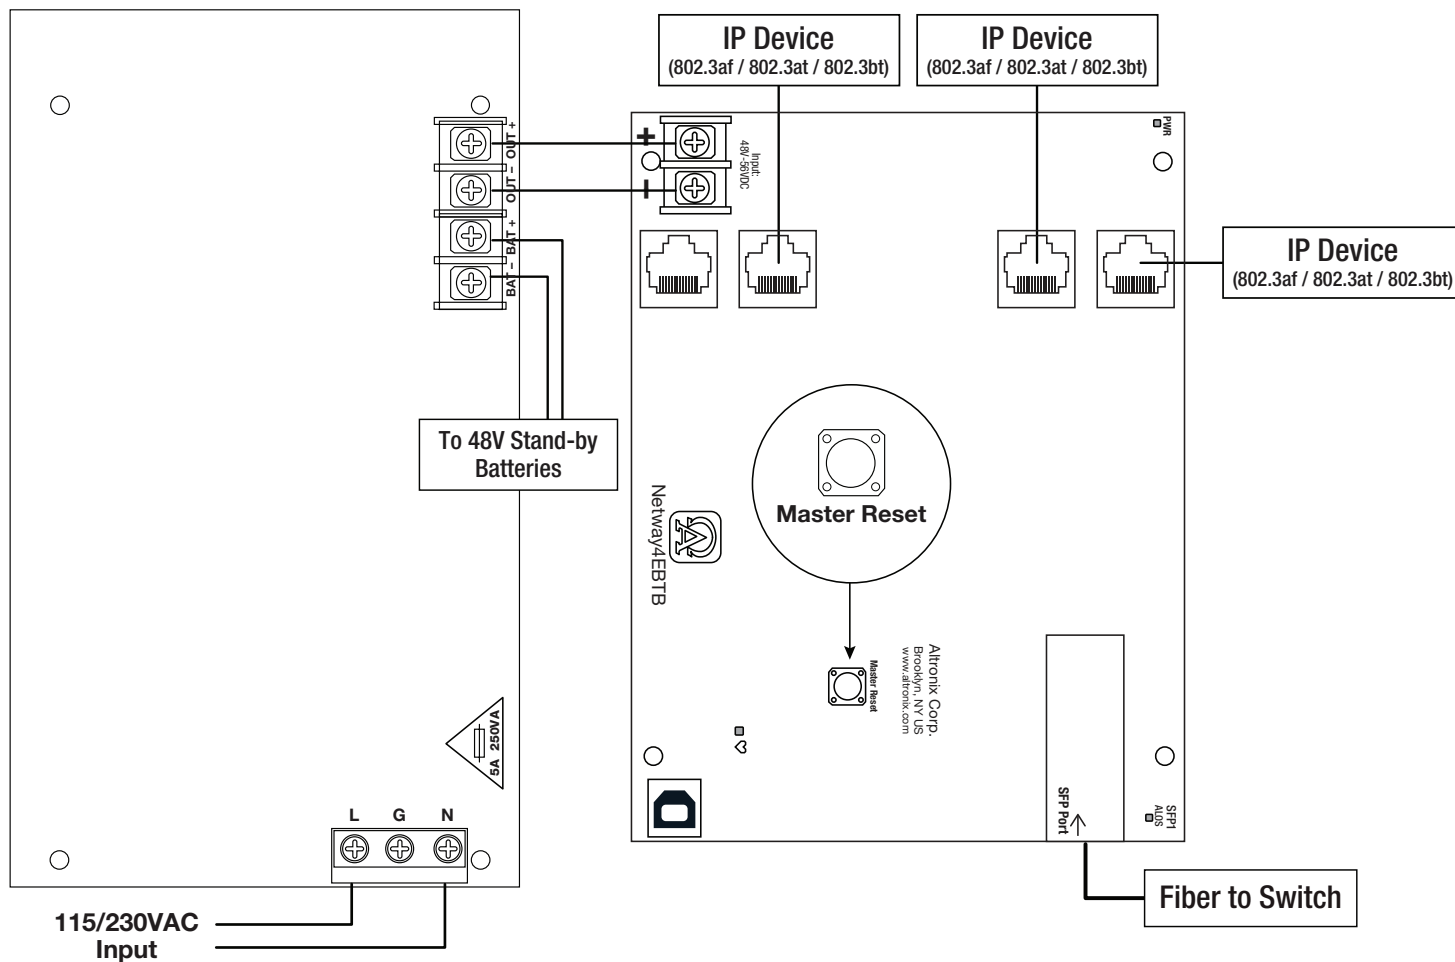 IP Device
(802.3af / 802.3at / 802.3bt)
IP Device
(802.3af / 802.3at / 802.3bt)
OUT +
OUT –
BAT +
BAT –
+
–
Input:
48V-56VDC
PWR
IP Device
(802.3af / 802.3at / 802.3bt)
To 48V Stand-by
Batteries
Master Reset
Netway4EBTB
Master Reset
Altronix Corp.
Brooklyn, NY US
www.altronix.com
5A 250VA
SFP Port
SFP1
ALOS
L G N
Fiber to Switch
115/230VAC
Input